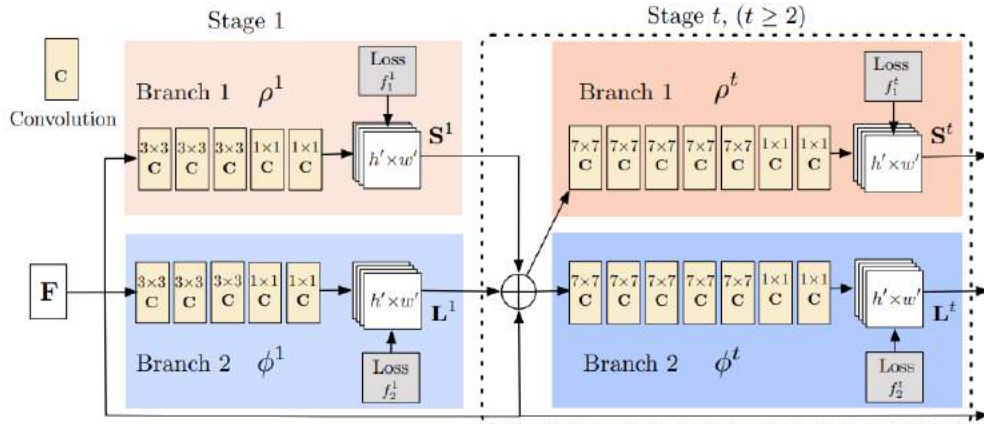 Stage 1
Stage t, (t ≥ 2)
C
Convolution
Branch 1 ρ¹
Loss
f₁¹
3×3 C 3×3 C 3×3 C 1×1 C 1×1 C
h′×w′
S¹
Branch 1 ρᵗ
Loss
f₁ᵗ
7×7 C 7×7 C 7×7 C 7×7 C 7×7 C 1×1 C 1×1 C
h′×w′
Sᵗ
F
3×3 C 3×3 C 3×3 C 1×1 C 1×1 C
h′×w′
L¹
Branch 2 ϕ¹
Loss
f₂¹
7×7 C 7×7 C 7×7 C 7×7 C 7×7 C 1×1 C 1×1 C
h′×w′
Lᵗ
Branch 2 ϕᵗ
Loss
f₂ᵗ